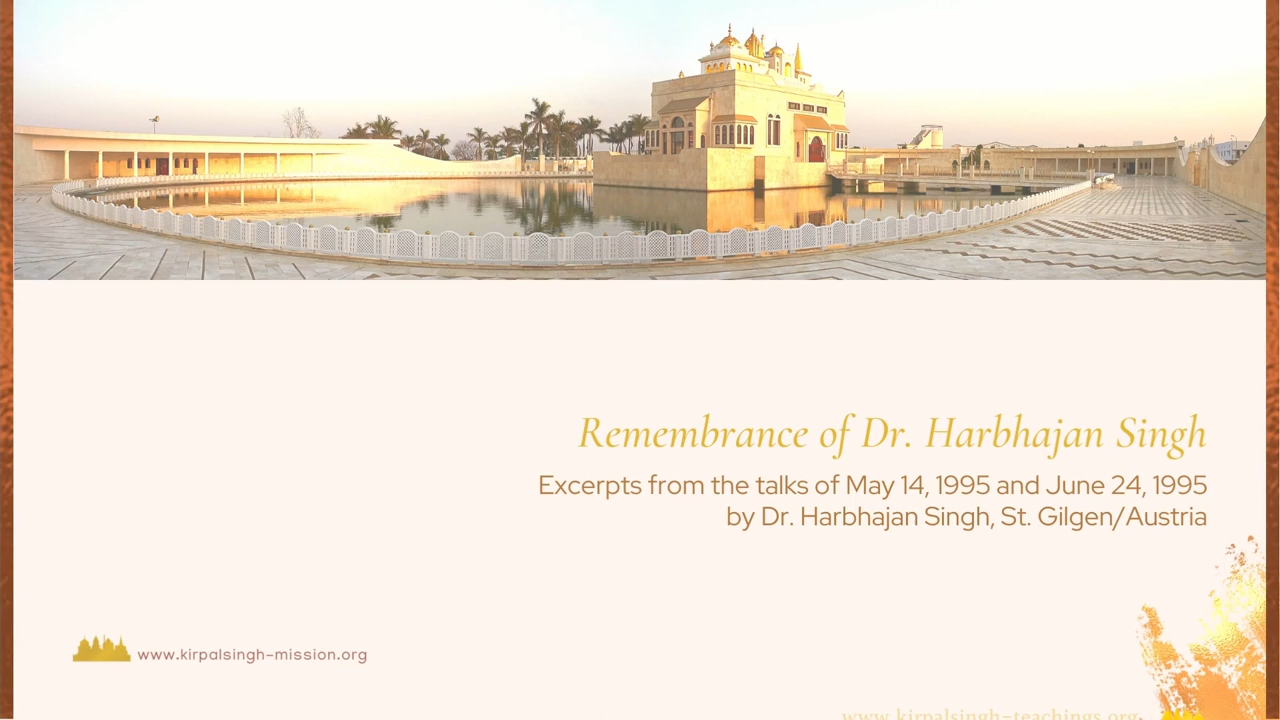 Remembrance of Dr. Harbhajan Singh
Excerpts from the talks of May 14, 1995 and June 24, 1995
by Dr. Harbhajan Singh, St. Gilgen/Austria
www.kirpalsingh-mission.org
www.kirpalsingh-teachings.org